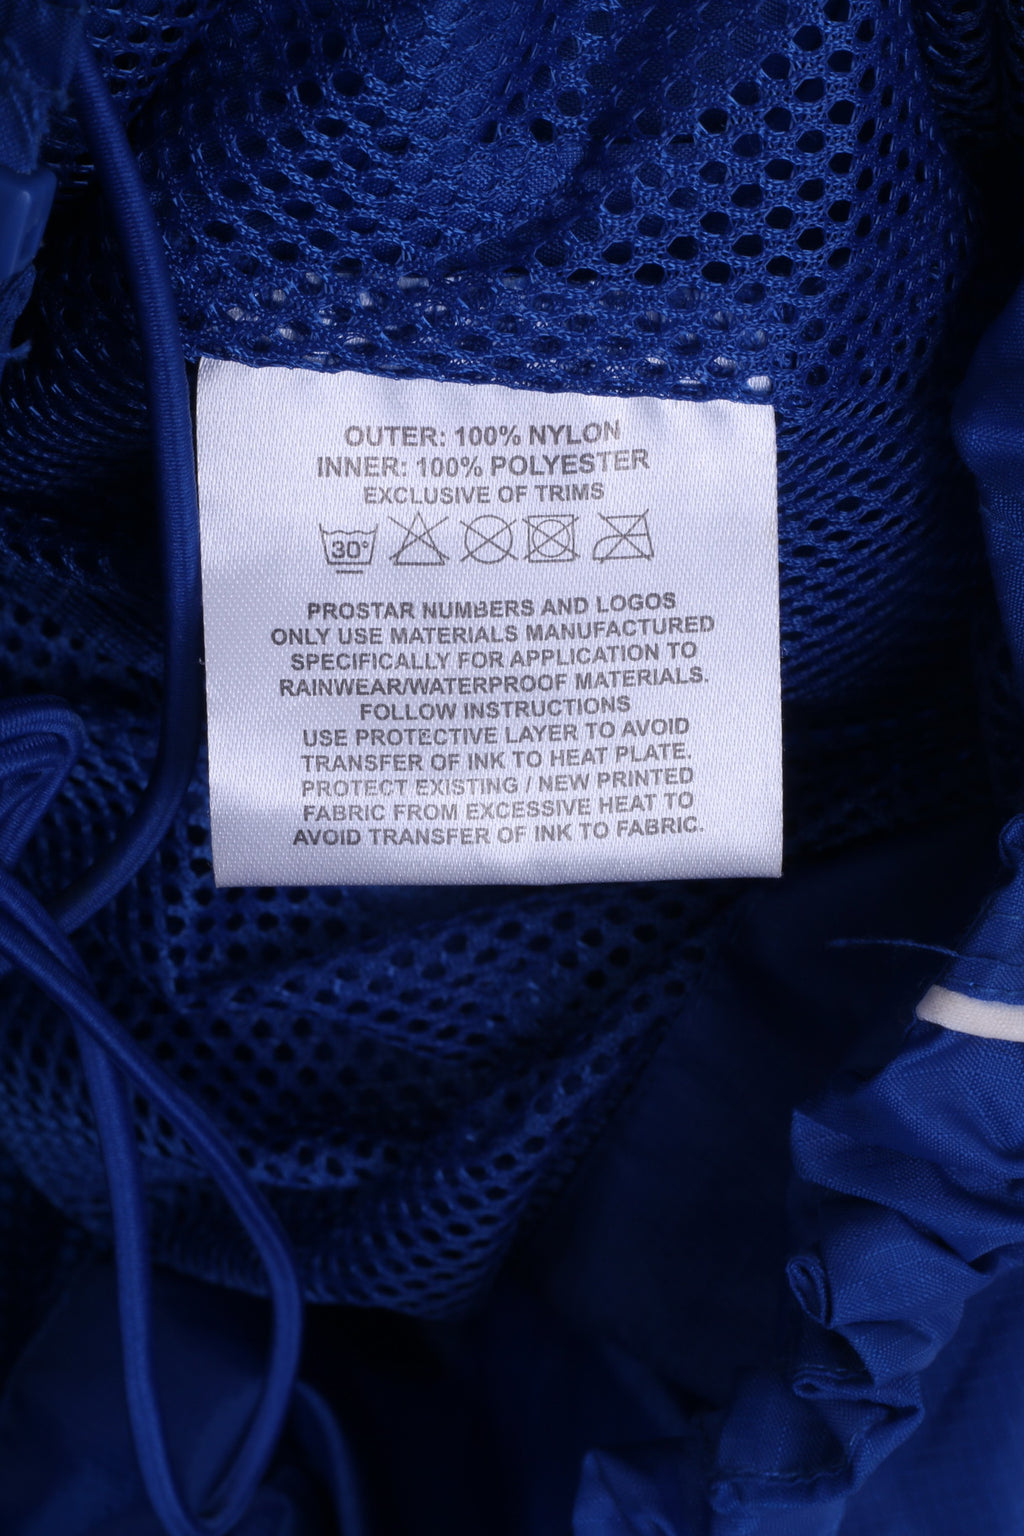 OUTER: 100% NYLON
INNER: 100% POLYESTER
EXCLUSIVE OF TRIMS
30°
PROSTAR NUMBERS AND LOGOS
ONLY USE MATERIALS MANUFACTURED
SPECIFICALLY FOR APPLICATION TO
RAINWEAR/WATERPROOF MATERIALS.
FOLLOW INSTRUCTIONS
USE PROTECTIVE LAYER TO AVOID
TRANSFER OF INK TO HEAT PLATE.
PROTECT EXISTING / NEW PRINTED
FABRIC FROM EXCESSIVE HEAT TO
AVOID TRANSFER OF INK TO FABRIC.